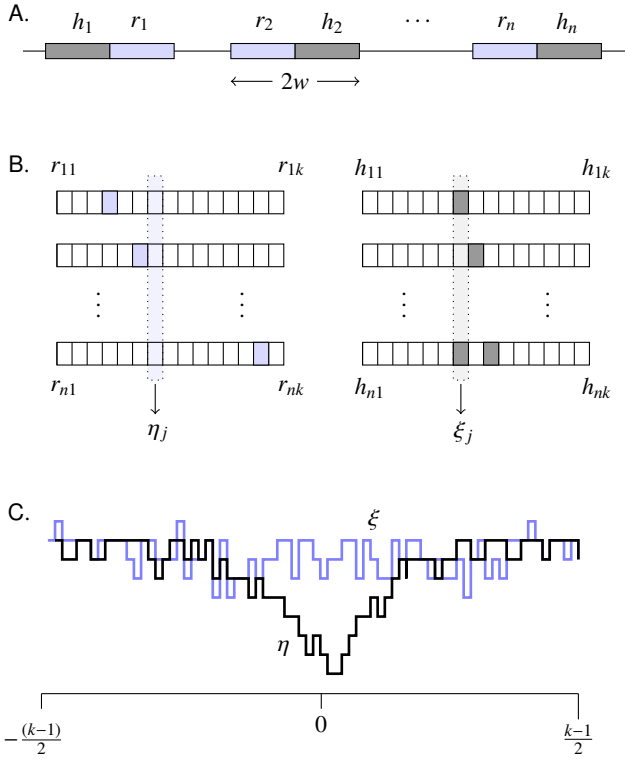 A.
h₁ r₁ r₂ h₂ ··· rₙ hₙ
2w
B.
r₁₁ r₁ₖ h₁₁ h₁ₖ
⋮ ⋮ ⋮ ⋮
rₙ₁ rₙₖ hₙ₁ hₙₖ
ηⱼ ξⱼ
C.
ξ
η
−(k−1)/2 0 k−1/2